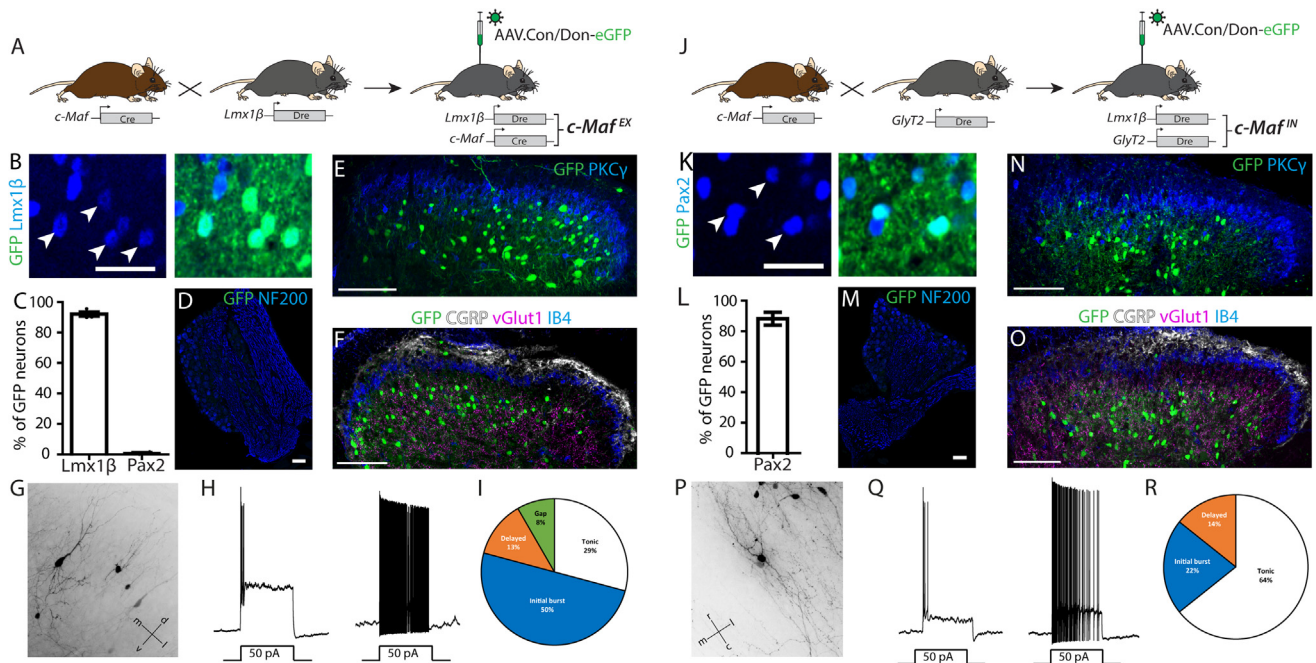 A
AAV.Con/Don-eGFP
c-Maf Cre
Lmx1β Dre
Lmx1β Dre
c-Maf Cre
c-Maf EX
B
GFP Lmx1β
C
% of GFP neurons
100
80
60
40
20
0
Lmx1β Pax2
D
GFP NF200
E
GFP PKCγ
GFP CGRP vGlut1 IB4
F
G
m d
v l
H
50 pA
50 pA
I
Gap
8%
Delayed
13%
Tonic
29%
Initial burst
50%
J
AAV.Con/Don-eGFP
c-Maf Cre
GlyT2 Dre
Lmx1β Dre
GlyT2 Dre
c-Maf IN
K
GFP Pax2
L
% of GFP neurons
100
80
60
40
20
0
Pax2
M
GFP NF200
N
GFP PKCγ
GFP CGRP vGlut1 IB4
O
P
r l
m c
Q
50 pA
50 pA
R
Delayed
14%
Initial burst
22%
Tonic
64%